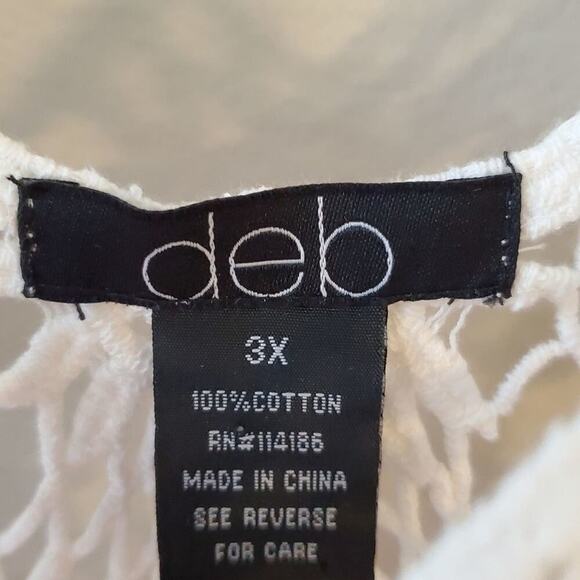 deb
3X
100%COTTON
RN#114186
MADE IN CHINA
SEE REVERSE
FOR CARE